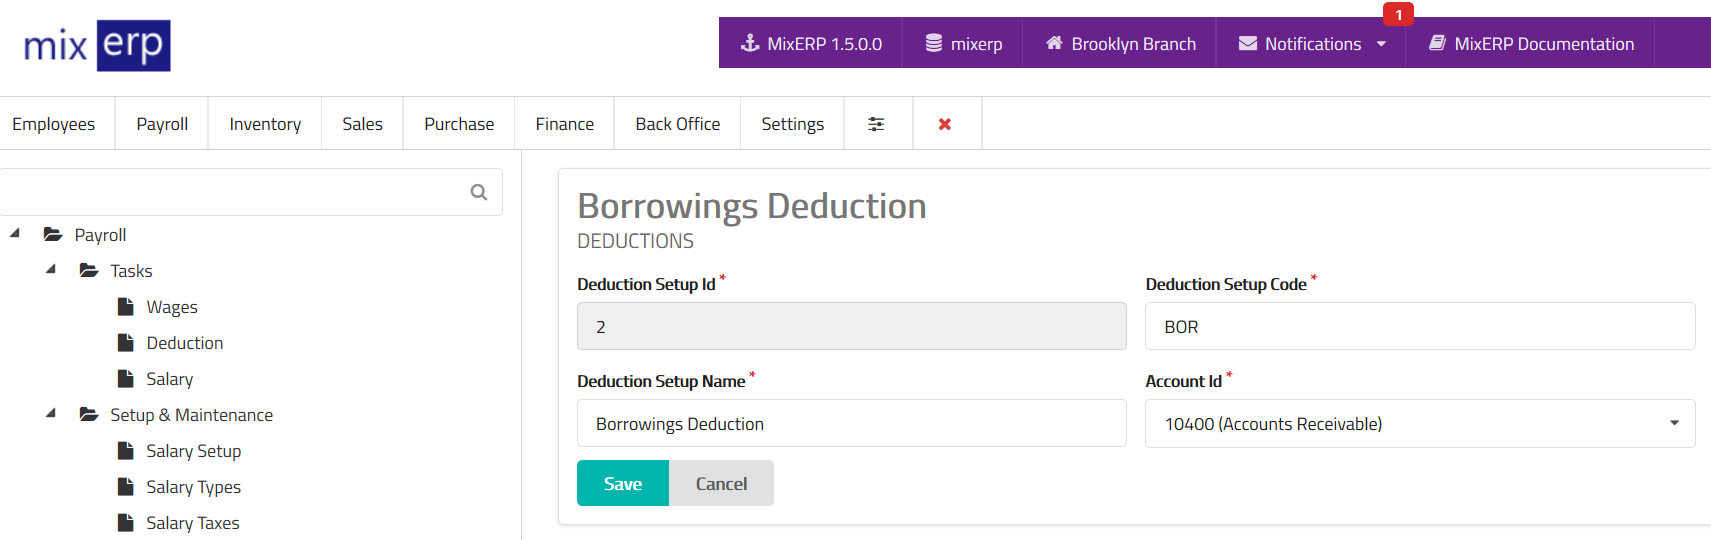 mix erp
1
MixERP 1.5.0.0 mixerp Brooklyn Branch Notifications MixERP Documentation
Employees Payroll Inventory Sales Purchase Finance Back Office Settings
Payroll
Tasks
Wages
Deduction
Salary
Setup & Maintenance
Salary Setup
Salary Types
Salary Taxes
Borrowings Deduction
DEDUCTIONS
Deduction Setup Id * Deduction Setup Code *
2 BOR
Deduction Setup Name * Account Id *
Borrowings Deduction 10400 (Accounts Receivable)
Save Cancel